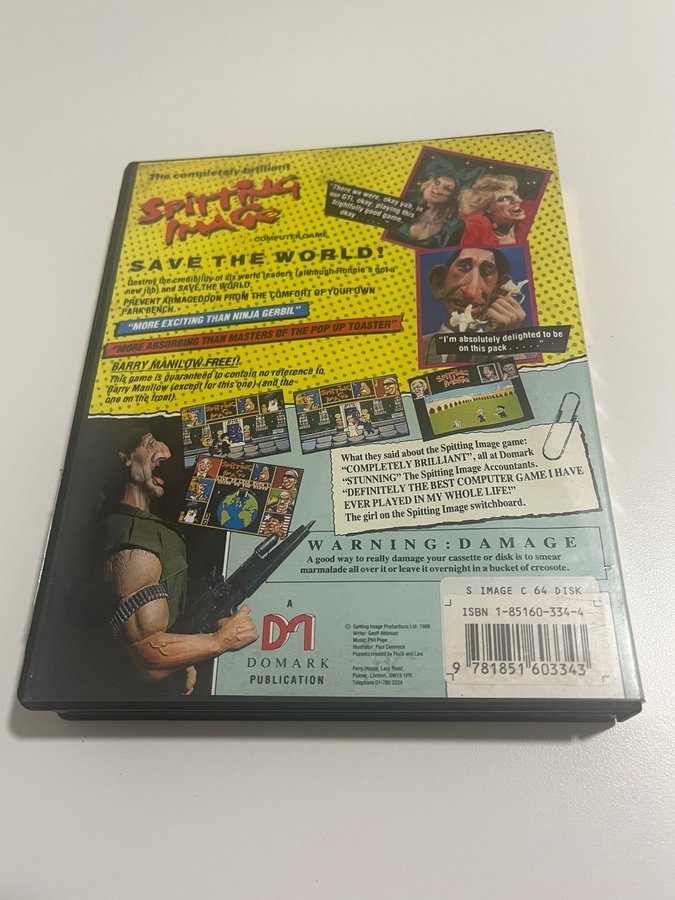 The completely brilliant
SPITTING
IMAGE
COMPUTER GAME
"There we were, okay yah, in
our GTi, okay, playing this
frightfully good game,
okay . . . . . "
SAVE THE WORLD!
Destroy the credibility of six world leaders (although Ronnie's got a
new job) and SAVE THE WORLD.
PREVENT ARMAGEDDON FROM THE COMFORT OF YOUR OWN
PARK BENCH.
"MORE EXCITING THAN NINJA GERBIL"
"MORE ABSORBING THAN MASTERS OF THE POP UP TOASTER"
"I'm absolutely delighted to be
on this pack . . . . . "
BARRY MANILOW FREE!!
This game is guaranteed to contain no reference to
Barry Manilow (except for this one) (and the
one on the front).
SPITTING
IMAGE
SPITTING
IMAGE
SPITTING
IMAGE
SPITTING
IMAGE
What they said about the Spitting Image game:
"COMPLETELY BRILLIANT", all at Domark
"STUNNING" The Spitting Image Accountants.
"DEFINITELY THE BEST COMPUTER GAME I HAVE
EVER PLAYED IN MY WHOLE LIFE!"
The girl on the Spitting Image switchboard.
WARNING: DAMAGE
A good way to really damage your cassette or disk is to smear
marmalade all over it or leave it overnight in a bucket of creosote.
A
DOMARK
PUBLICATION
© Spitting Image Productions Ltd. 1988
Writer: Geoff Atkinson
Music: Phil Pope
Illustrator: Paul Cemmick
Puppets created by Fluck and Law
Ferry House, Lacy Road,
Putney, London, SW15 1PR
Telephone 01-780 2224
S IMAGE C 64 DISK
ISBN 1-85160-334-4
9 781851 603343